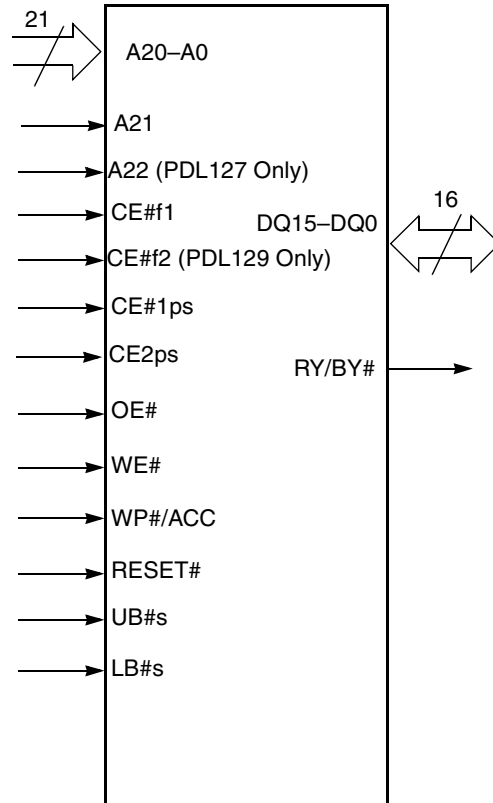 21
A20–A0
A21
A22 (PDL127 Only)
CE#f1
16
DQ15–DQ0
CE#f2 (PDL129 Only)
CE#1ps
CE2ps
RY/BY#
OE#
WE#
WP#/ACC
RESET#
UB#s
LB#s